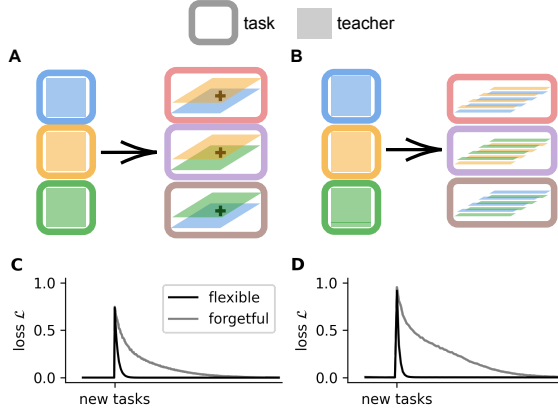 task teacher
A B
+
+
+
C D
1.0
0.5
0.0
loss ℒ
flexible
forgetful
new tasks
1.0
0.5
0.0
loss ℒ
new tasks